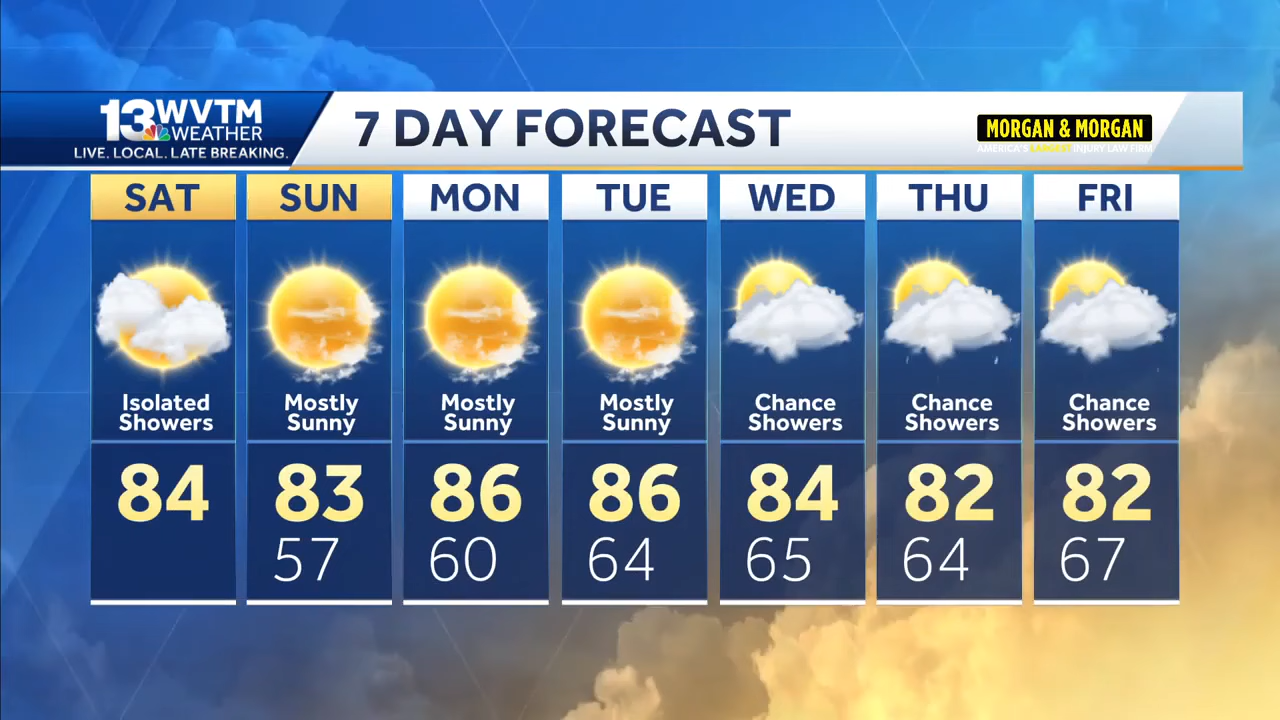 13 WVTM
WEATHER
LIVE. LOCAL. LATE BREAKING.
7 DAY FORECAST
MORGAN & MORGAN
AMERICA'S LARGEST INJURY LAW FIRM
SAT SUN MON TUE WED THU FRI
Isolated Mostly Mostly Mostly Chance Chance Chance
Showers Sunny Sunny Sunny Showers Showers Showers
84 83 86 86 84 82 82
57 60 64 65 64 67